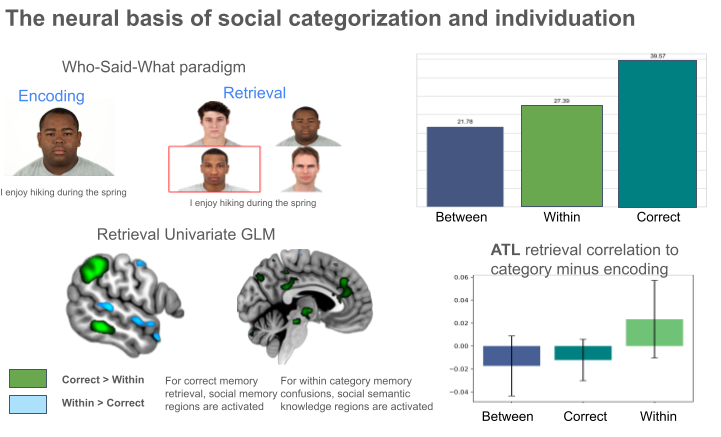 The neural basis of social categorization and individuation
Who-Said-What paradigm
Encoding
Retrieval
I enjoy hiking during the spring
I enjoy hiking during the spring
21.78
27.39
39.57
Between
Within
Correct
Retrieval Univariate GLM
Correct > Within
Within > Correct
For correct memory
retrieval, social memory
regions are activated
For within category memory
confusions, social semantic
knowledge regions are activated
ATL retrieval correlation to
category minus encoding
0.06
0.04
0.02
0.00
−0.02
−0.04
Between
Correct
Within